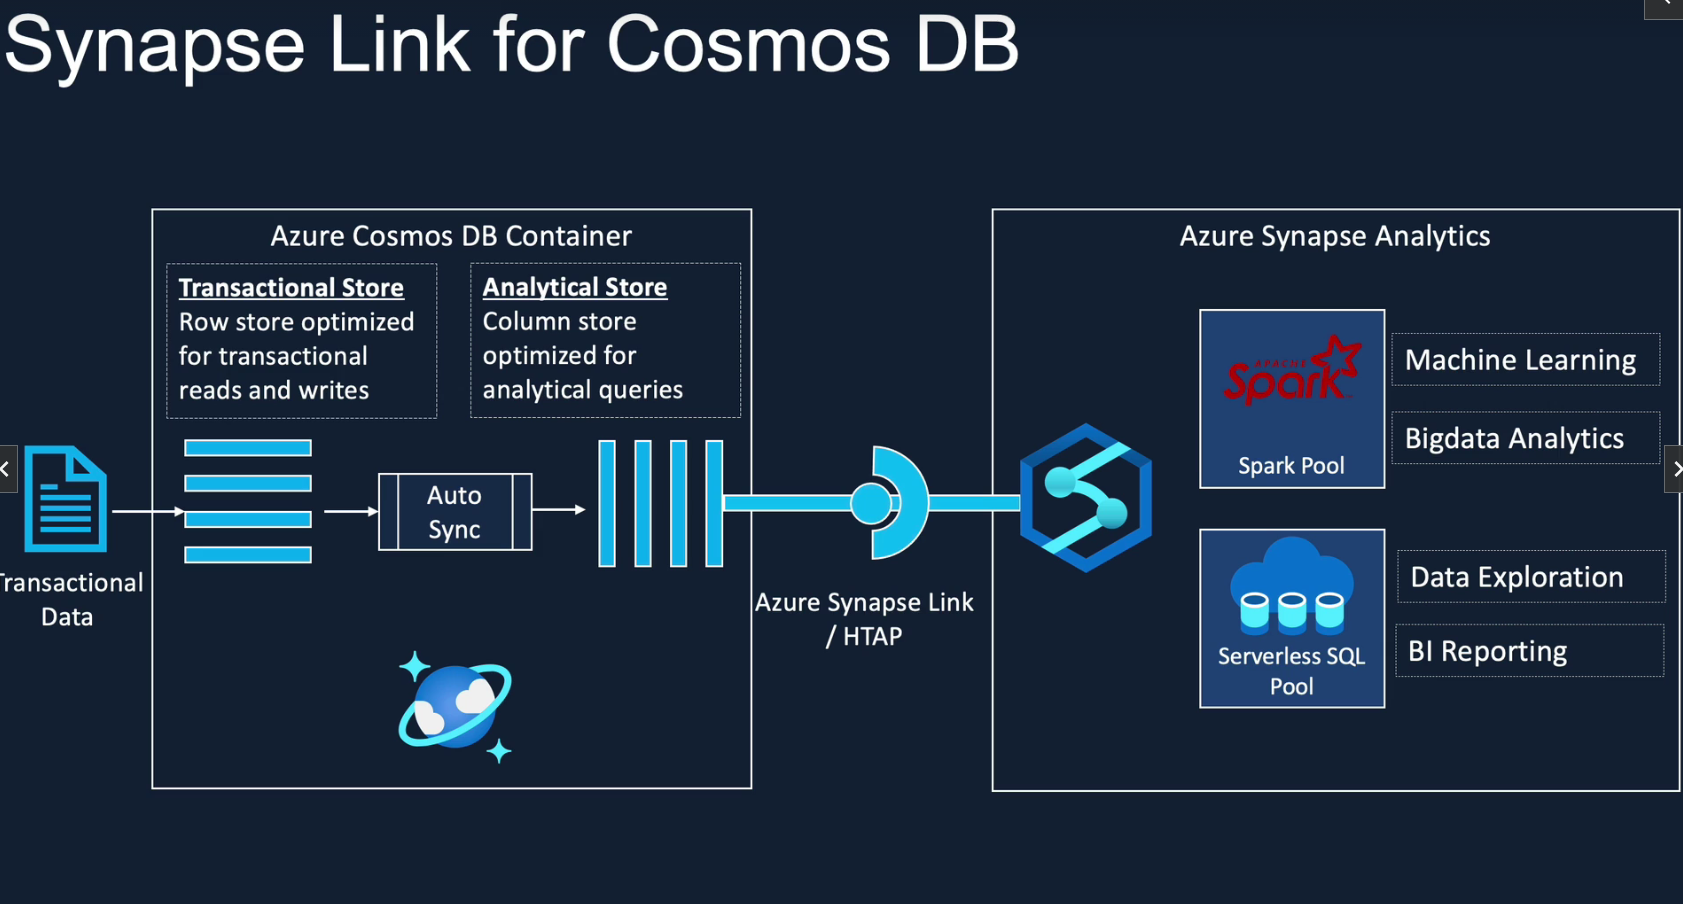 Synapse Link for Cosmos DB
Azure Cosmos DB Container
Transactional Store
Row store optimized
for transactional
reads and writes
Analytical Store
Column store
optimized for
analytical queries
Transactional
Data
Auto
Sync
Azure Synapse Link
/ HTAP
Azure Synapse Analytics
APACHE
Spark
Spark Pool
Machine Learning
Bigdata Analytics
Serverless SQL
Pool
Data Exploration
BI Reporting